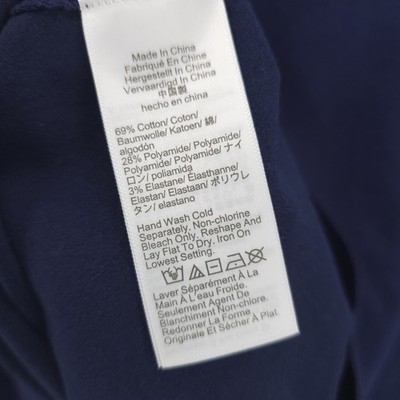 Made In China
Fabriqué En Chine
Hergestellt In China
Vervaardigd In China
中国製
hecho en china
69% Cotton/ Coton/
Baumwolle/ Katoen/ 綿/
algodón
28% Polyamide/ Polyamide/
Polyamide/ Polyamide/ ナイ
ロン/ poliamida
3% Elastane/ Élasthanne/
Elastan/ Elastaan/ ポリウレ
タン/ elastano
Hand Wash Cold
Separately. Non-chlorine
Bleach Only. Reshape And
Lay Flat To Dry. Iron On
Lowest Setting.
Laver Séparément À La
Main À L'eau Froide.
Seulement Agent De
Blanchiment Non-chlore.
Redonner La Forme
Originale Et Sécher À Plat.